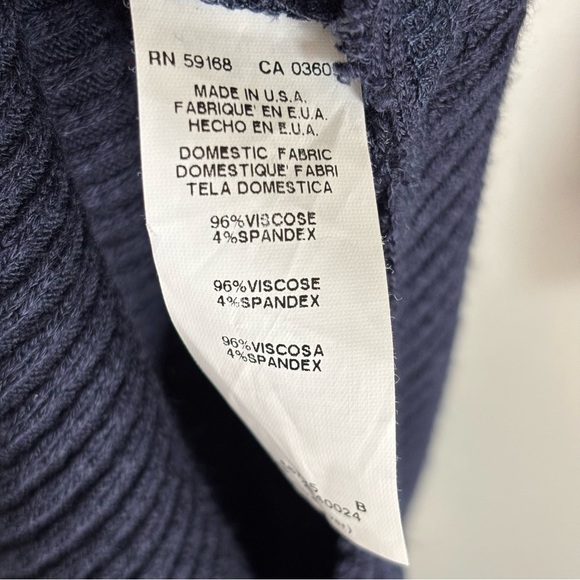 RN 59168 CA 0360
MADE IN U.S.A.
FABRIQUE' EN E.U.A.
HECHO EN E.U.A.
DOMESTIC FABRIC
DOMESTIQUE' FABRI
TELA DOMESTICA
96%VISCOSE
4%SPANDEX
96%VISCOSE
4%SPANDEX
96%VISCOSA
4%SPANDEX
B